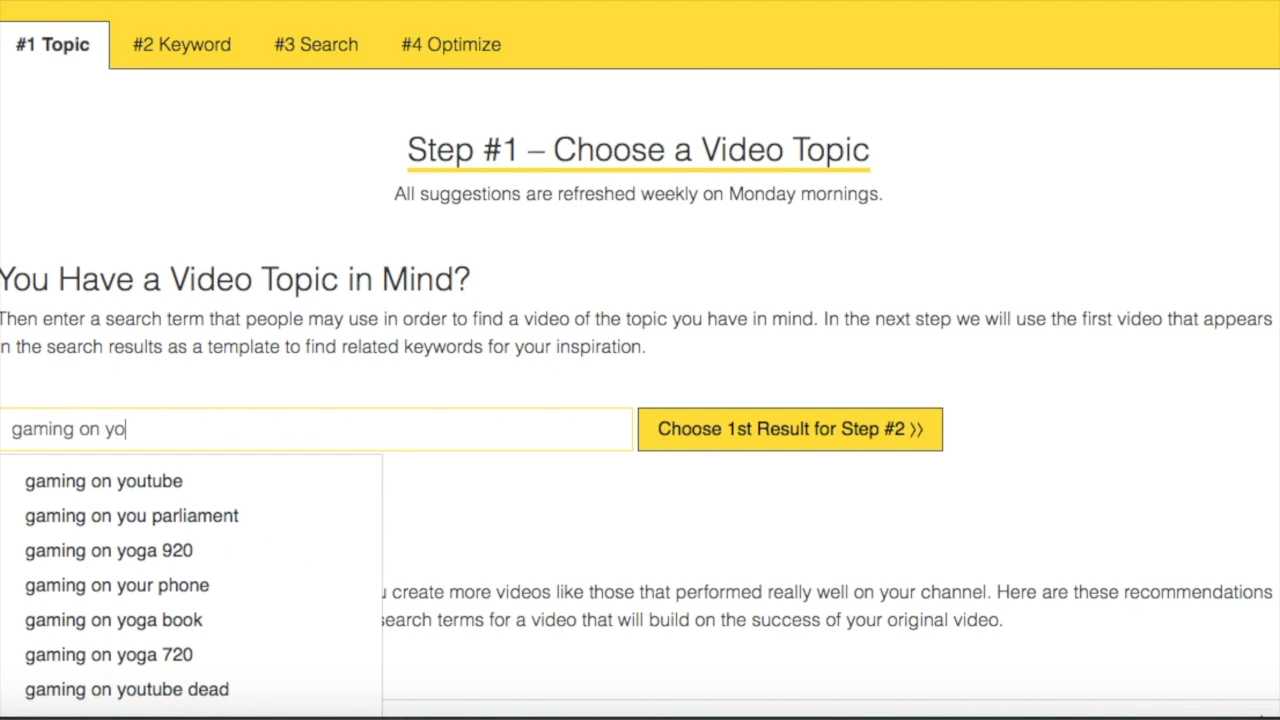 #1 Topic #2 Keyword #3 Search #4 Optimize
Step #1 – Choose a Video Topic
All suggestions are refreshed weekly on Monday mornings.
You Have a Video Topic in Mind?
Then enter a search term that people may use in order to find a video of the topic you have in mind. In the next step we will use the first video that appears
n the search results as a template to find related keywords for your inspiration.
gaming on yo
Choose 1st Result for Step #2 ⟩⟩
gaming on youtube
gaming on you parliament
gaming on yoga 920
gaming on your phone
gaming on yoga book
gaming on yoga 720
gaming on youtube dead
create more videos like those that performed really well on your channel. Here are these recommendations
search terms for a video that will build on the success of your original video.